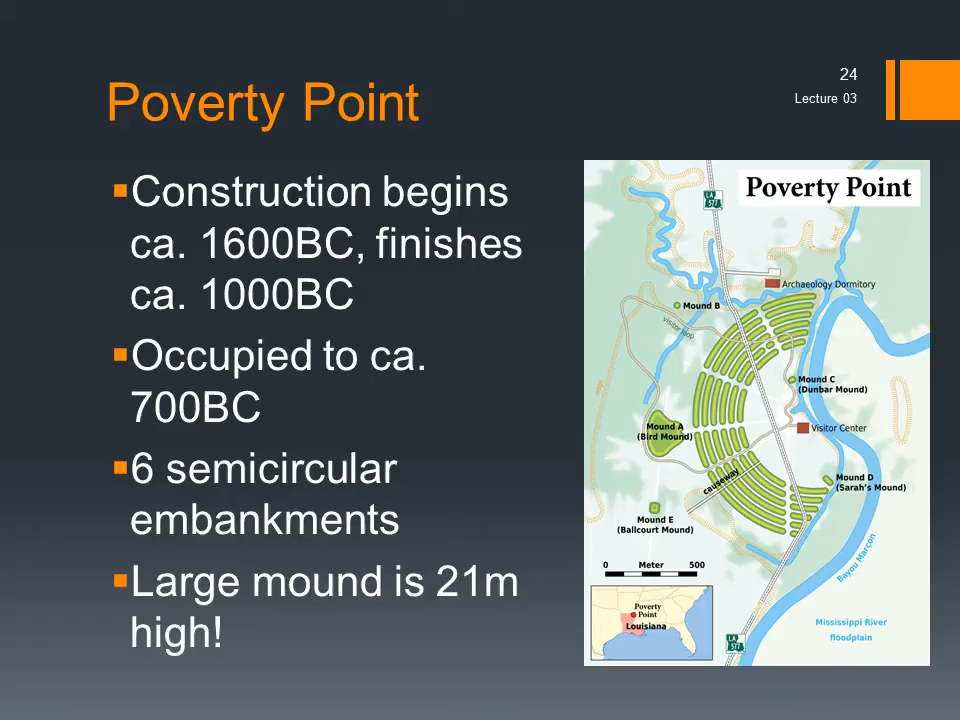 Poverty Point
24
Lecture 03
▪Construction begins
ca. 1600BC, finishes
ca. 1000BC
▪Occupied to ca.
700BC
▪6 semicircular
embankments
▪Large mound is 21m
high!
Poverty Point
LA
577
Archaeology Dormitory
Mound B
visitor loop
Mound C
(Dunbar Mound)
Mound A
(Bird Mound)
Visitor Center
causeway
Mound D
(Sarah's Mound)
Mound E
(Ballcourt Mound)
Bayou Marçon
0 Meter 500
Poverty
Point
Louisiana
Mississippi River
floodplain
LA
577